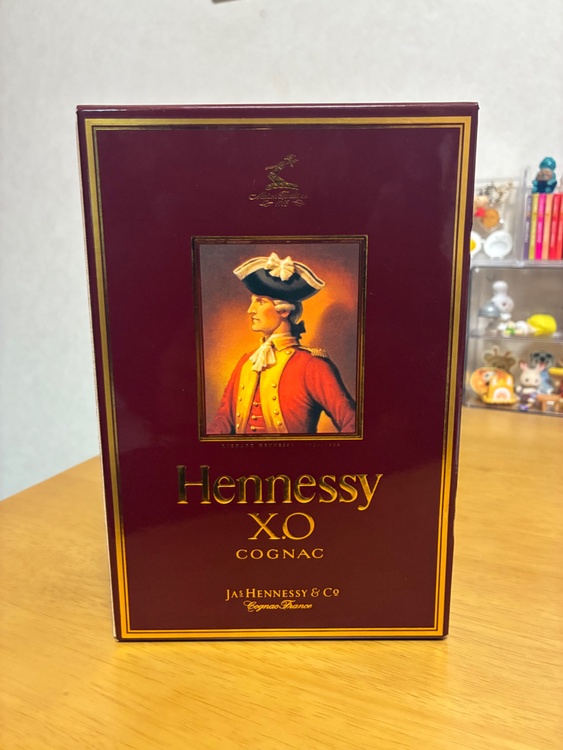 Hennessy
X.O
COGNAC
JAS HENNESSY & CO
Cognac France